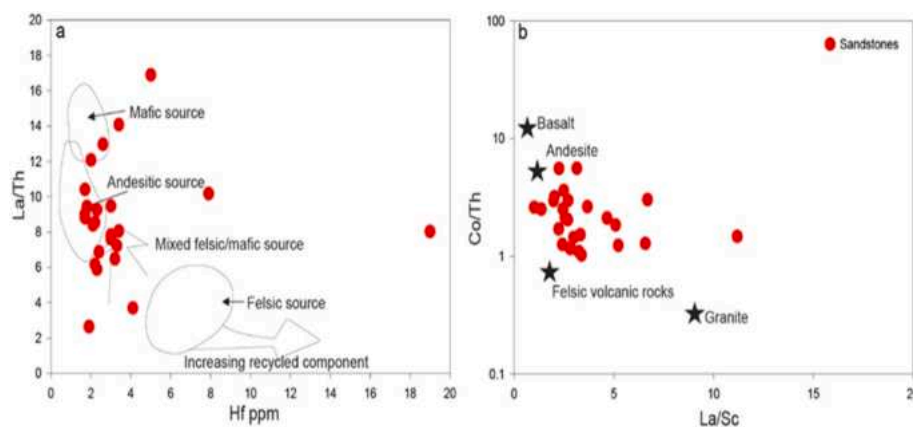 a
20
18
16
14
12
10
8
6
4
2
0
La/Th
Mafic source
Andesitic source
Mixed felsic/mafic source
Felsic source
Increasing recycled component
0 2 4 6 8 10 12 14 16 18 20
Hf ppm
b
100
10
1
0.1
Co/Th
Sandstones
Basalt
Andesite
Felsic volcanic rocks
Granite
0 5 10 15 2
La/Sc